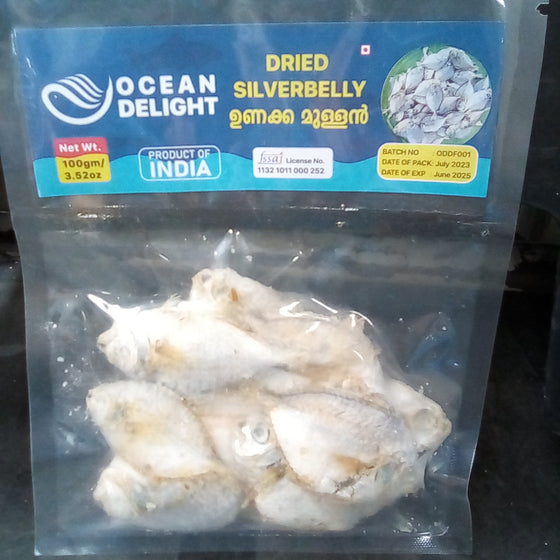 OCEAN
DELIGHT
DRIED
SILVERBELLY
ഉണക്ക മുള്ളൻ
Net Wt.
100gm/
3.52oz
PRODUCT OF
INDIA
fssai License No.
1132 1011 000 252
BATCH NO ODDF001
DATE OF PACK: July 2023
DATE OF EXP : June 2025